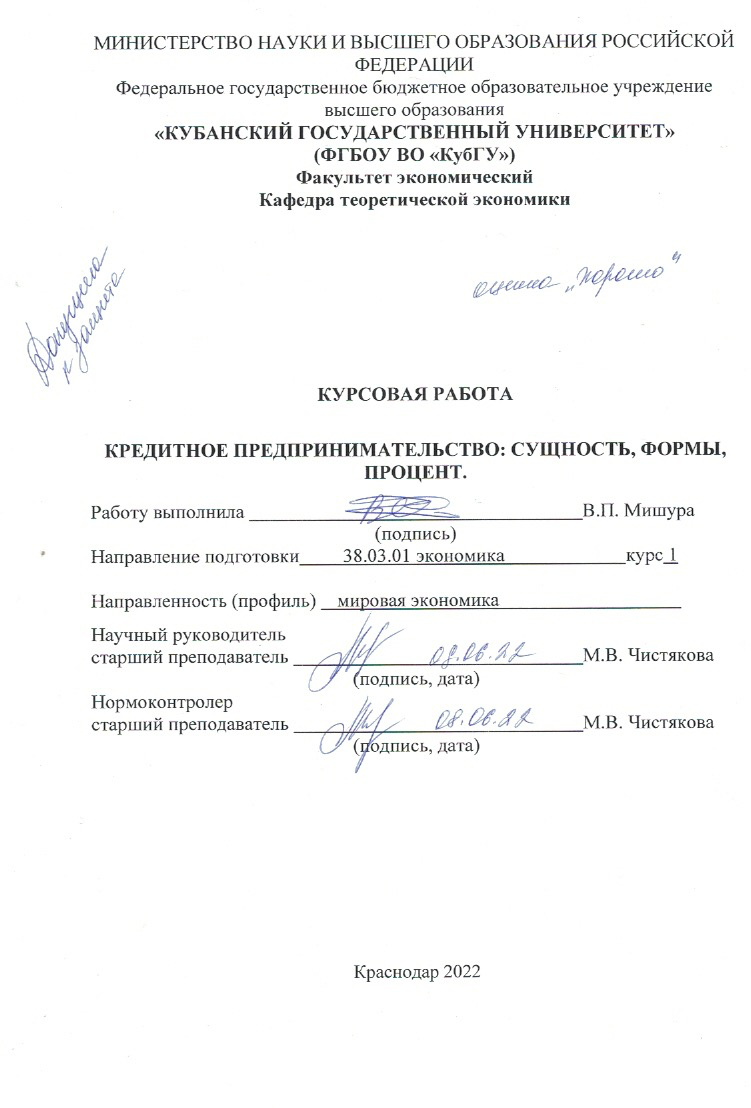 МИНИСТЕРСТВО НАУКИ И ВЫСШЕГО ОБРАЗОВАНИЯ РОССИЙСКОЙ
ФЕДЕРАЦИИ
Федеральное государственное бюджетное образовательное учреждение
высшего образования
«КУБАНСКИЙ ГОСУДАРСТВЕННЫЙ УНИВЕРСИТЕТ»
(ФГБОУ ВО «КубГУ»)
Факультет экономический
Кафедра теоретической экономики
к защите
оценка „хорошо"
КУРСОВАЯ РАБОТА
КРЕДИТНОЕ ПРЕДПРИНИМАТЕЛЬСТВО: СУЩНОСТЬ, ФОРМЫ,
ПРОЦЕНТ.
Работу выполнила В.П. Мишура
(подпись)
Направление подготовки 38.03.01 экономика курс 1
Направленность (профиль) мировая экономика
Научный руководитель
старший преподаватель 08.06.22 М.В. Чистякова
(подпись, дата)
Нормоконтролер
старший преподаватель 08.06.22 М.В. Чистякова
(подпись, дата)
Краснодар 2022